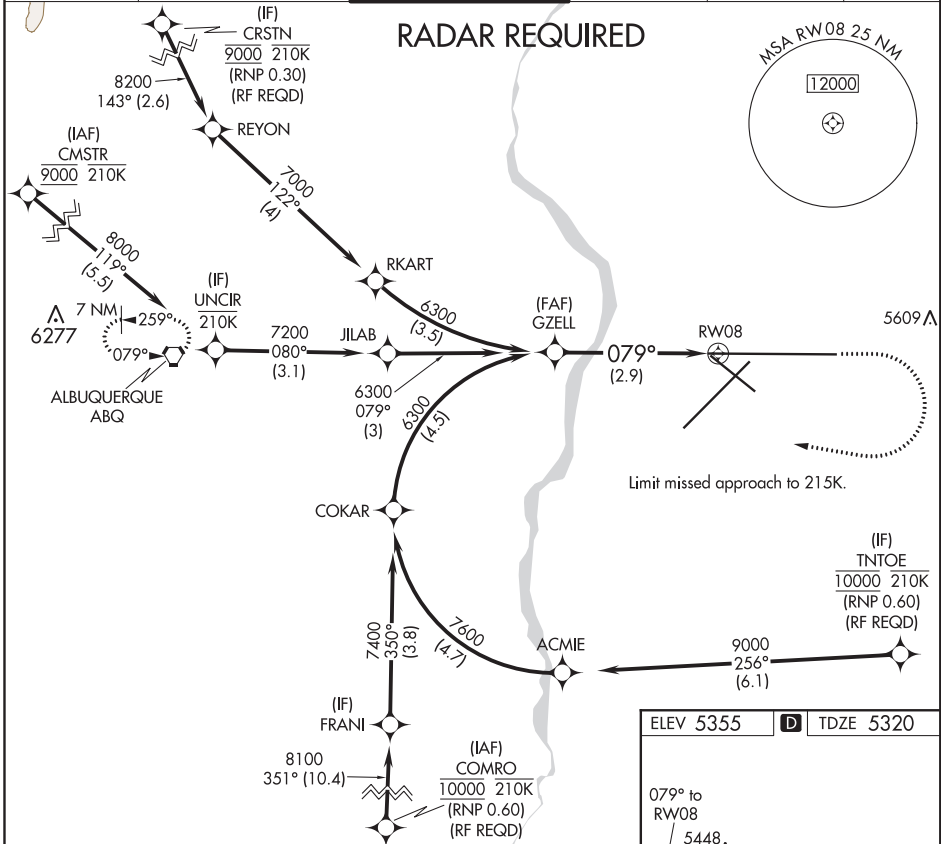 RADAR REQUIRED
MSA RW08 25 NM
12000
(IF)
CRSTN
9000 210K
(RNP 0.30)
(RF REQD)
8200
143° (2.6)
REYON
(IAF)
CMSTR
9000 210K
7000
122°
(4)
8000
119°
(5.5)
RKART
6277
7 NM
259°
079°
(IF)
UNCIR
210K
6300
(3.5)
(FAF)
GZELL
5609
7200
080°
(3.1)
JILAB
079°
(2.9)
RW08
ALBUQUERQUE
ABQ
6300
079°
(3)
6300
(4.5)
Limit missed approach to 215K.
COKAR
(IF)
TNTOE
10000 210K
(RNP 0.60)
(RF REQD)
7400
350°
(3.8)
7600
(4.7)
ACMIE
9000
256°
(6.1)
(IF)
FRANI
8100
351° (10.4)
(IAF)
COMRO
10000 210K
(RNP 0.60)
(RF REQD)
ELEV 5355 D TDZE 5320
079° to
RW08
5448